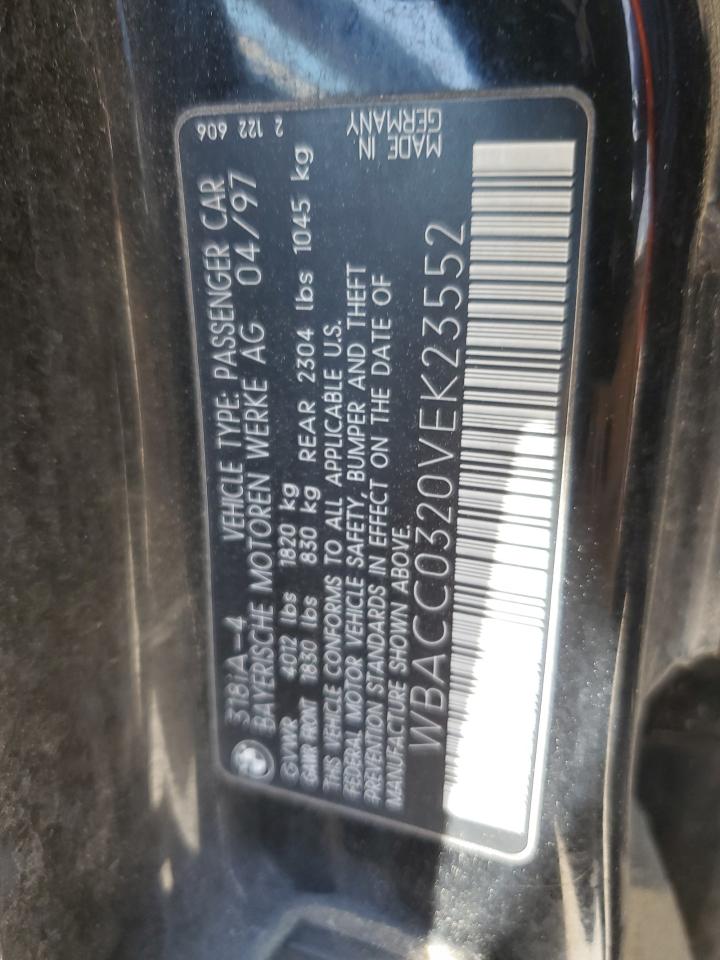 318iA-4 VEHICLE TYPE: PASSENGER CAR
BAYERISCHE MOTOREN WERKE AG 04/97
GVWR 4012 lbs 1820 kg
GAWR FRONT 1830 lbs 830 kg REAR 2304 lbs 1045 kg
THIS VEHICLE CONFORMS TO ALL APPLICABLE U.S.
FEDERAL MOTOR VEHICLE SAFETY, BUMPER AND THEFT
PREVENTION STANDARDS IN EFFECT ON THE DATE OF
MANUFACTURE SHOWN ABOVE.
WBACC0320VEK23552
2 122 606
MADE IN
GERMANY